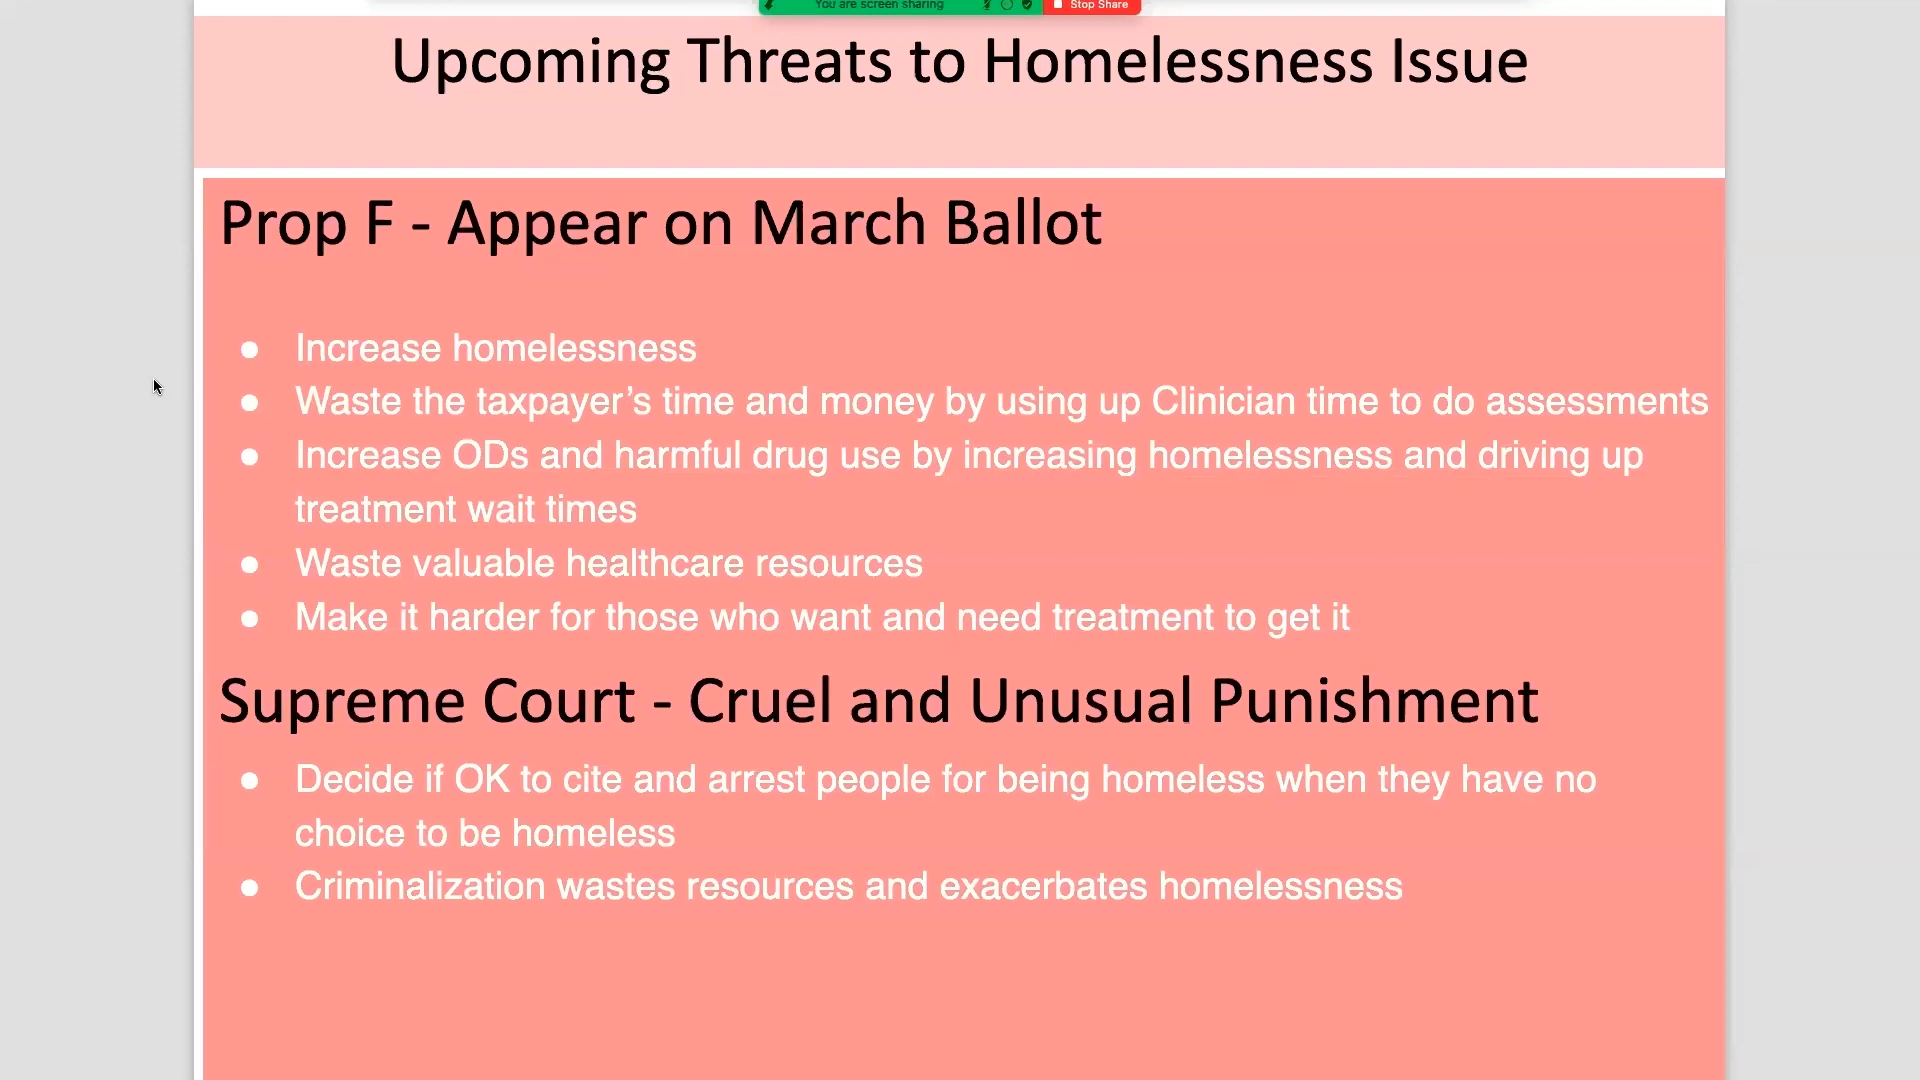 You are screen sharing
Stop Share
Upcoming Threats to Homelessness Issue
Prop F - Appear on March Ballot
● Increase homelessness
● Waste the taxpayer’s time and money by using up Clinician time to do assessments
● Increase ODs and harmful drug use by increasing homelessness and driving up
treatment wait times
● Waste valuable healthcare resources
● Make it harder for those who want and need treatment to get it
Supreme Court - Cruel and Unusual Punishment
● Decide if OK to cite and arrest people for being homeless when they have no
choice to be homeless
● Criminalization wastes resources and exacerbates homelessness